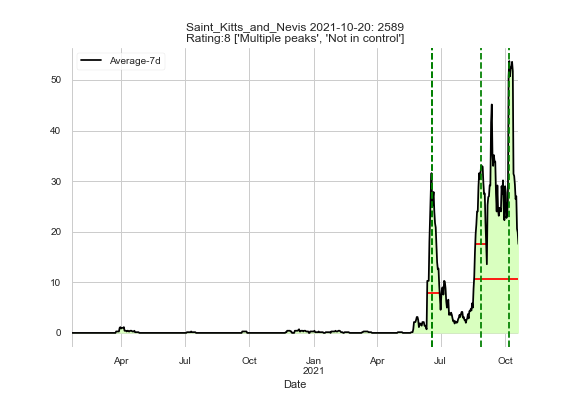 Saint_Kitts_and_Nevis 2021-10-20: 2589
Rating:8 ['Multiple peaks', 'Not in control']
Average-7d
50
40
30
20
10
0
Apr
Jul
Oct
Jan
2021
Apr
Jul
Oct
Date